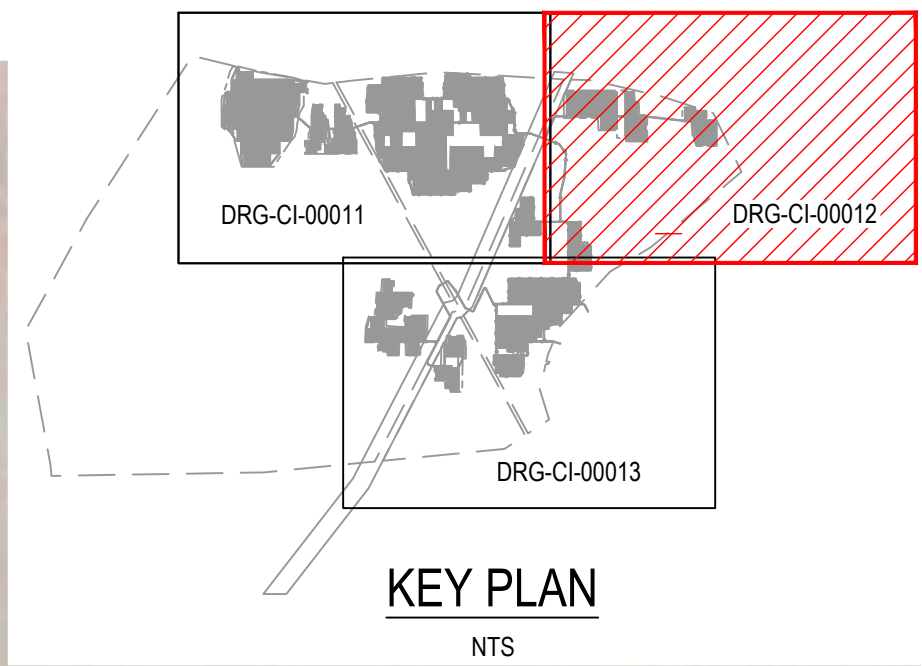 DRG-CI-00011
DRG-CI-00012
DRG-CI-00013
KEY PLAN
NTS